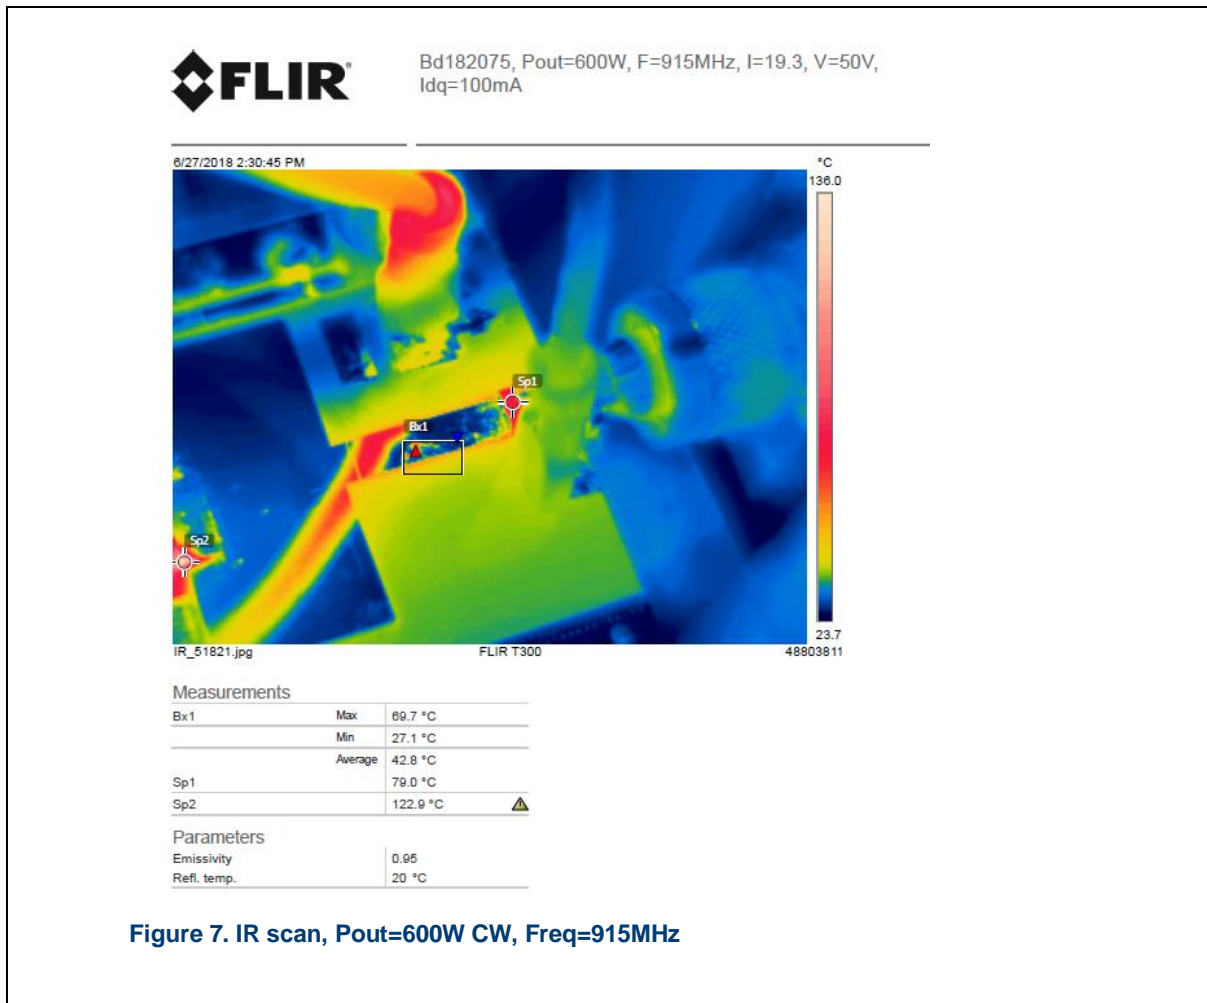 FLIR
Bd182075, Pout=600W, F=915MHz, I=19.3, V=50V,
Idq=100mA
6/27/2018 2:30:45 PM
°C
136.0
Sp1
Bx1
Sp2
23.7
IR_51821.jpg FLIR T300 48803811
Measurements
Bx1 Max 69.7 °C
Min 27.1 °C
Average 42.8 °C
Sp1 79.0 °C
Sp2 122.9 °C
Parameters
Emissivity 0.95
Refl. temp. 20 °C
Figure 7. IR scan, Pout=600W CW, Freq=915MHz